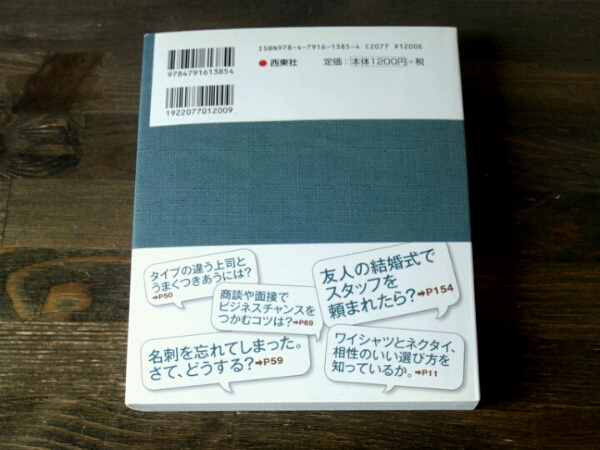 ISBN978-4-7916-1385-4 C2077 ¥1200E
西東社
定価:本体1200円+税
9784791613854
1922077012009
タイプの違う上司と
うまくつきあうには?
➡P50
商談や面接で
ビジネスチャンスを
つかむコツは?➡P69
友人の結婚式で
スタッフを
頼まれたら?➡P154
名刺を忘れてしまった。
さて、どうする?➡P59
ワイシャツとネクタイ、
相性のいい選び方を
知っているか。➡P11